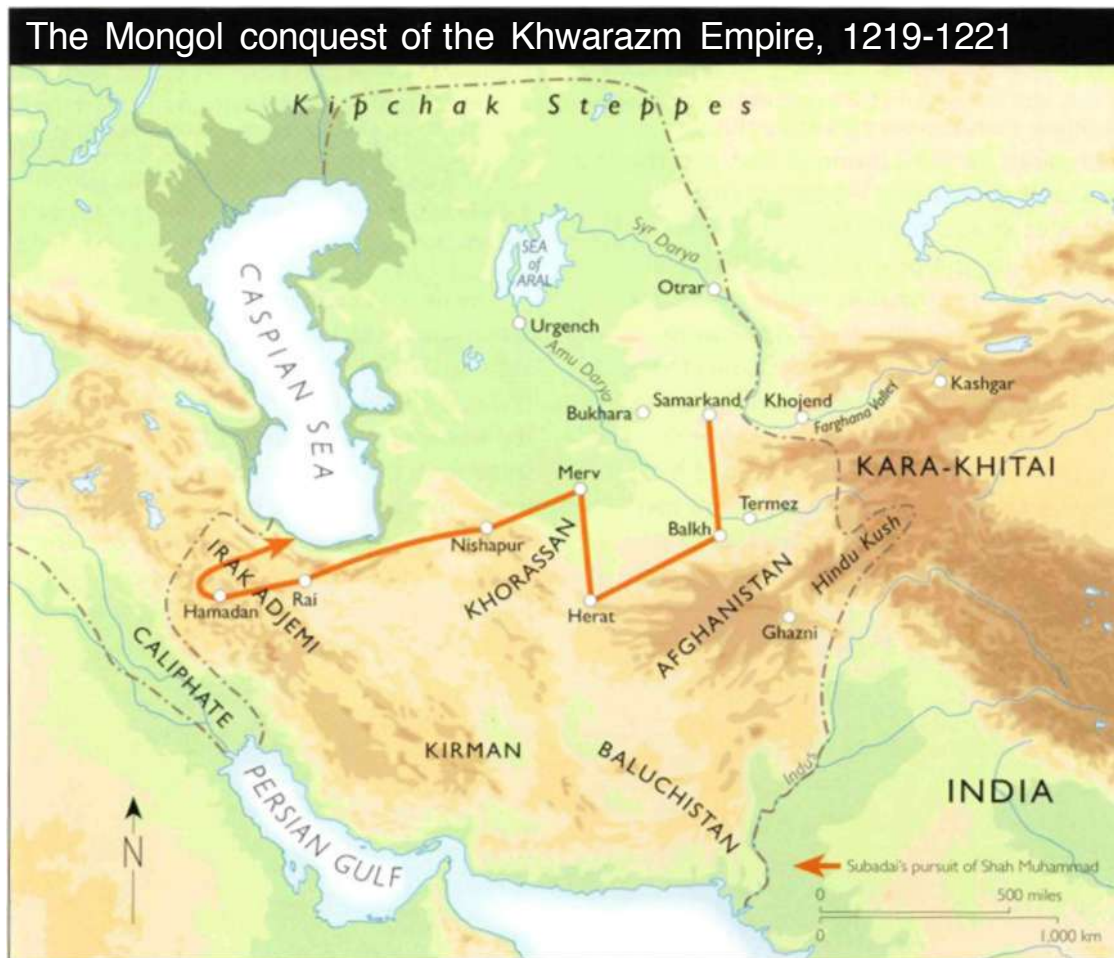 The Mongol conquest of the Khwarazm Empire, 1219-1221
Kipchak Steppes
CASPIAN SEA
SEA
of
ARAL
Syr Darya
Otrar
Urgench
Amu Darya
Bukhara
Samarkand
Khojend
Farghana Valley
Kashgar
KARA-KHITAI
Merv
Termez
Balkh
Hindu Kush
Nishapur
KHORASSAN
IRAK ADJEMI
Rai
Hamadan
Herat
AFGHANISTAN
Ghazni
CALIPHATE
KIRMAN
BALUCHISTAN
Indus
INDIA
PERSIAN GULF
N
Subadai's pursuit of Shah Muhammad
0 500 miles
0 1,000 km